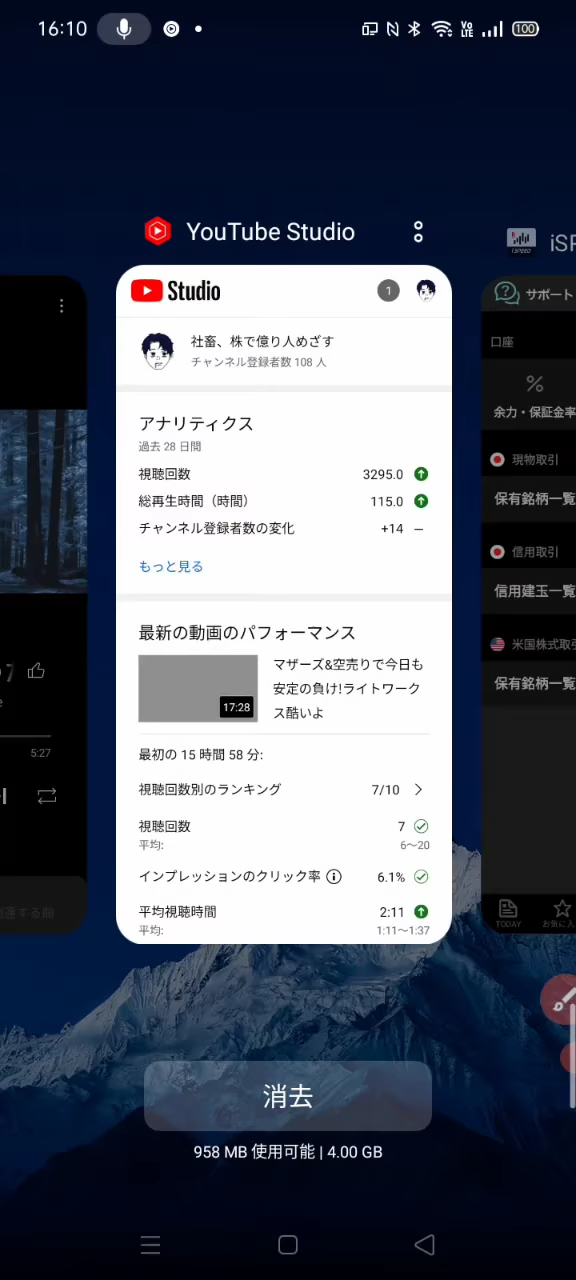 16:10
VO LTE
100
YouTube Studio
iSP
iSPEED
Studio
1
サポート
社畜、株で億り人めざす
チャンネル登録者数 108 人
口座
%
余力・保証金率
アナリティクス
過去 28 日間
視聴回数 3295.0
総再生時間（時間） 115.0
チャンネル登録者数の変化 +14 –
もっと見る
現物取引
保有銘柄一覧
信用取引
信用建玉一覧
米国株式取引
保有銘柄一覧
最新の動画のパフォーマンス
マザーズ&空売りで今日も
安定の負け!ライトワーク
ス酷いよ
17:28
5:27
最初の 15 時間 58 分:
視聴回数別のランキング 7/10
視聴回数 7
平均: 6〜20
インプレッションのクリック率 6.1%
平均視聴時間 2:11
平均: 1:11〜1:37
TODAY
お気に入
消去
958 MB 使用可能 | 4.00 GB